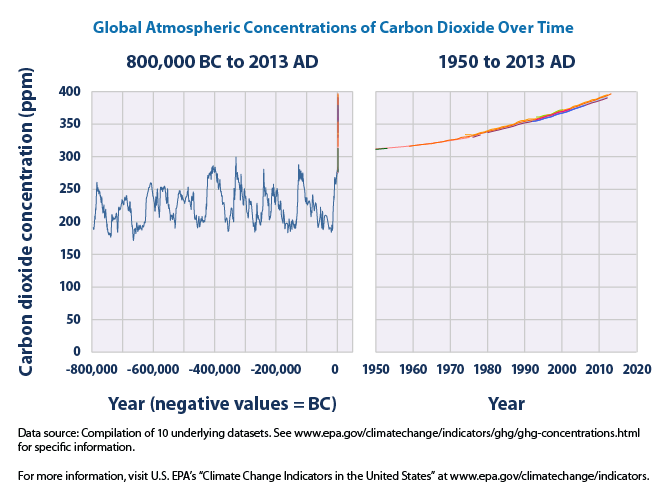 Global Atmospheric Concentrations of Carbon Dioxide Over Time
800,000 BC to 2013 AD
1950 to 2013 AD
Carbon dioxide concentration (ppm)
400
350
300
250
200
150
100
50
0
-800,000 -600,000 -400,000 -200,000 0
1950 1960 1970 1980 1990 2000 2010 2020
Year (negative values = BC)
Year
Data source: Compilation of 10 underlying datasets. See www.epa.gov/climatechange/indicators/ghg/ghg-concentrations.html
for specific information.
For more information, visit U.S. EPA's “Climate Change Indicators in the United States” at www.epa.gov/climatechange/indicators.